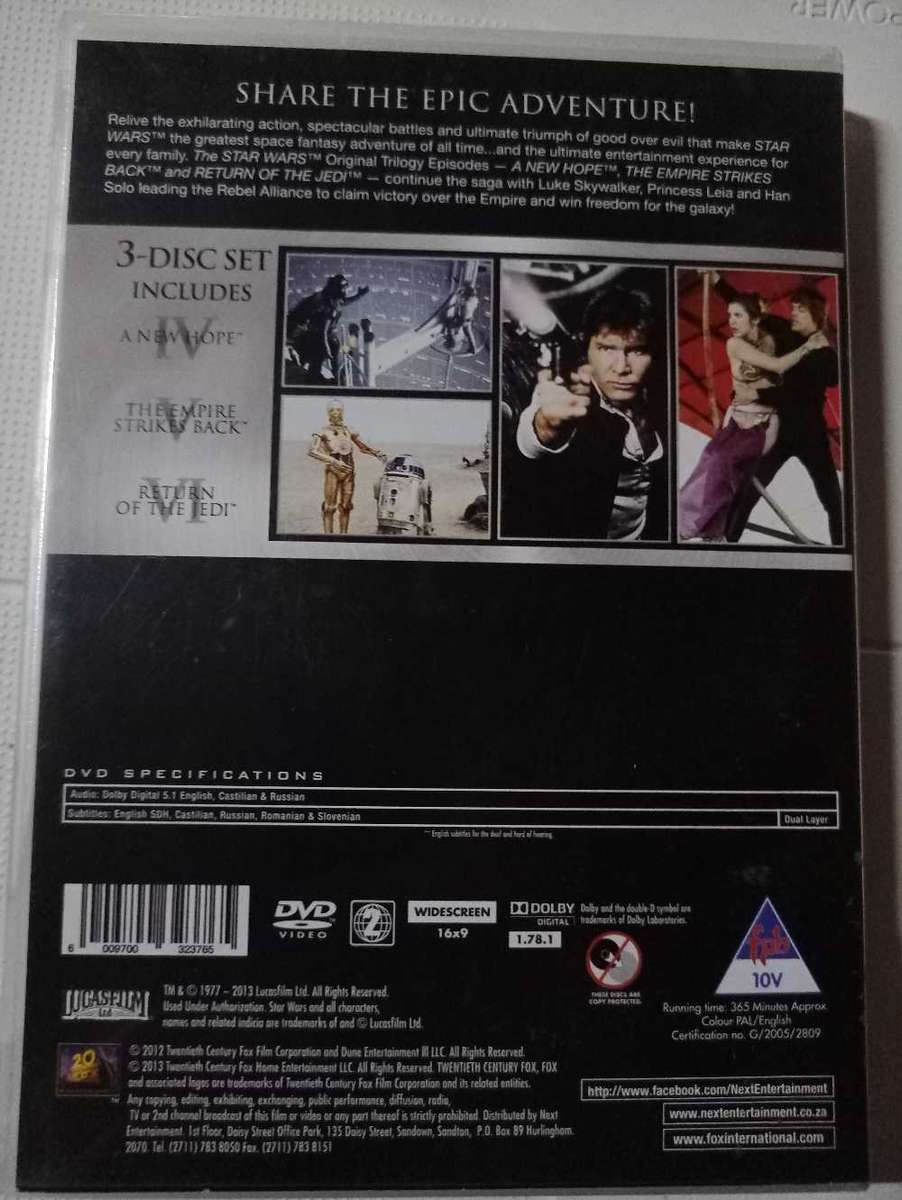 POWER
SHARE THE EPIC ADVENTURE!
Relive the exhilarating action, spectacular battles and ultimate triumph of good over evil that make STAR
WARS™ the greatest space fantasy adventure of all time...and the ultimate entertainment experience for
every family. The STAR WARS™ Original Trilogy Episodes — A NEW HOPE™, THE EMPIRE STRIKES
BACK™ and RETURN OF THE JEDI™ — continue the saga with Luke Skywalker, Princess Leia and Han
Solo leading the Rebel Alliance to claim victory over the Empire and win freedom for the galaxy!
3-DISC SET
INCLUDES
IV
A NEW HOPE™
V
THE EMPIRE
STRIKES BACK™
VI
RETURN
OF THE JEDI™
DVD SPECIFICATIONS
Audio: Dolby Digital 5.1 English, Castilian & Russian
Subtitles: English SDH, Castilian, Russian, Romanian & Slovenian
Dual Layer
English subtitles for the deaf and hard of hearing.
6 009700 323765
DVD
VIDEO
2
WIDESCREEN
16x9
DOLBY
DIGITAL
1.78.1
Dolby and the double-D symbol are
trademarks of Dolby Laboratories.
THESE DISCS ARE
COPY PROTECTED.
fpb
10V
Running time: 365 Minutes Approx
Colour PAL/English
Certification no. G/2005/2809
LUCASFILM
Ltd.
TM & © 1977 – 2013 Lucasfilm Ltd. All Rights Reserved.
Used Under Authorization. Star Wars and all characters,
names and related indicia are trademarks of and © Lucasfilm Ltd.
20
© 2012 Twentieth Century Fox Film Corporation and Dune Entertainment III LLC. All Rights Reserved.
© 2013 Twentieth Century Fox Home Entertainment LLC. All Rights Reserved. TWENTIETH CENTURY FOX, FOX
and associated logos are trademarks of Twentieth Century Fox Film Corporation and its related entities.
Any copying, editing, exhibiting, exchanging, public performance, diffusion, radio,
TV or 2nd channel broadcast of this film or video or any part thereof is strictly prohibited. Distributed by Next
Entertainment. 1st Floor, Daisy Street Office Park, 135 Daisy Street, Sandown, Sandton, P.O. Box 89 Hurlingham.
2070. Tel. (2711) 783 8050 Fax. (2711) 783 8151
http://www.facebook.com/NextEntertainment
www.nextentertainment.co.za
www.foxinternational.com